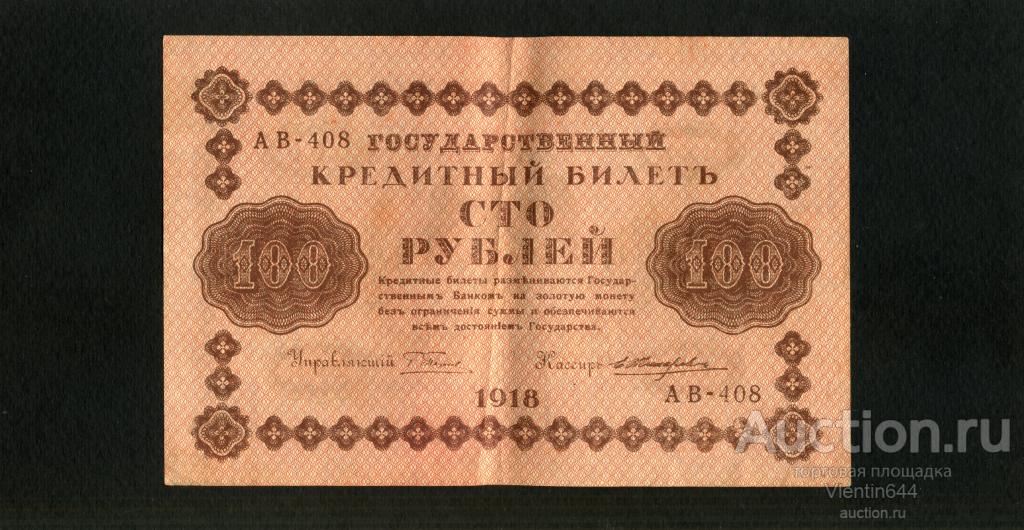 АВ-408 ГОСУДАРСТВЕННЫЙ
КРЕДИТНЫЙ БИЛЕТЪ
СТО
РУБЛЕЙ
100 100
Кредитные билеты размѣниваются Государ-
ственнымъ Банкомъ на золотую монету
безъ ограниченія суммы и обезпечиваются
всѣмъ достояніемъ Государства.
Управляющій Кассиръ
1918
АВ-408
Auction.ru
торговая площадка
Vientin644
auction.ru